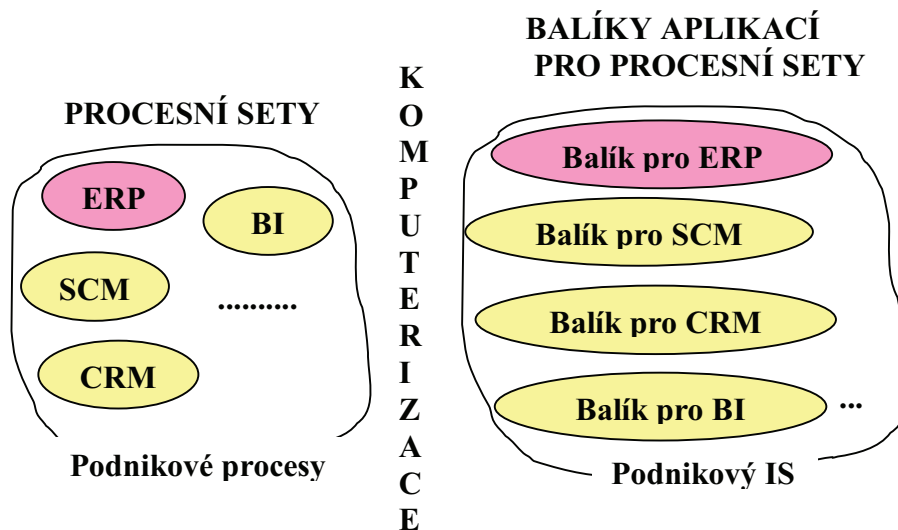 PROCESNÍ SETY
ERP
BI
SCM
..........
CRM
Podnikové procesy
K
O
M
P
U
T
E
R
I
Z
A
C
E
BALÍKY APLIKACÍ
PRO PROCESNÍ SETY
Balík pro ERP
Balík pro SCM
Balík pro CRM
Balík pro BI
...
Podnikový IS